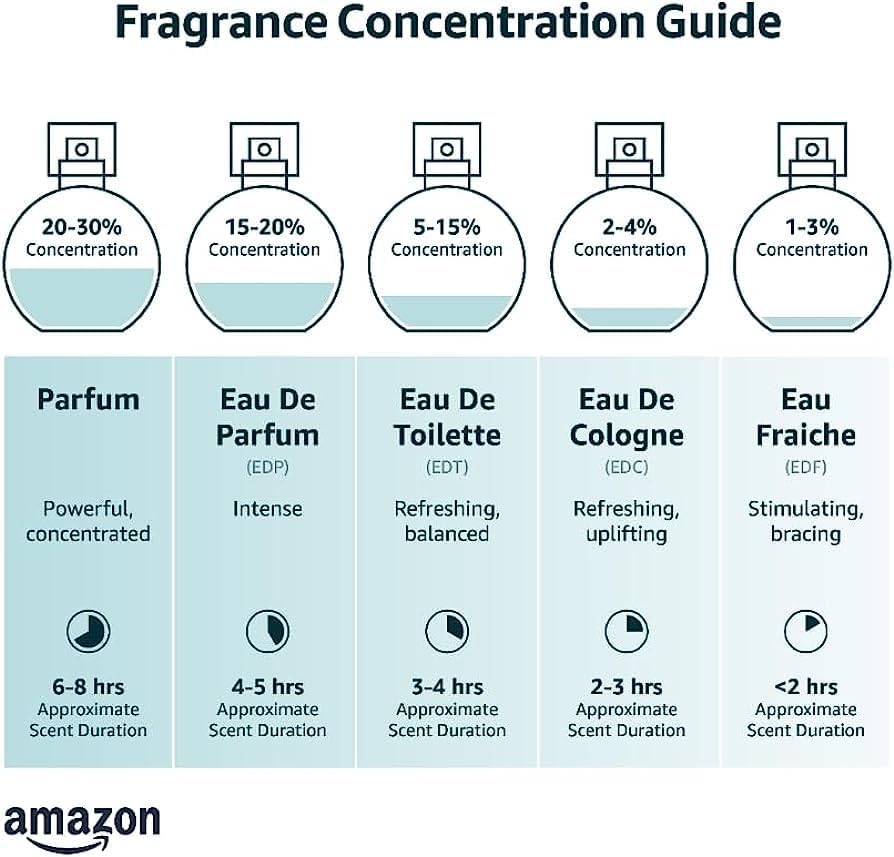 Fragrance Concentration Guide
20-30%
Concentration
15-20%
Concentration
5-15%
Concentration
2-4%
Concentration
1-3%
Concentration
Parfum
Powerful,
concentrated
6-8 hrs
Approximate
Scent Duration
Eau De
Parfum
(EDP)
Intense
4-5 hrs
Approximate
Scent Duration
Eau De
Toilette
(EDT)
Refreshing,
balanced
3-4 hrs
Approximate
Scent Duration
Eau De
Cologne
(EDC)
Refreshing,
uplifting
2-3 hrs
Approximate
Scent Duration
Eau
Fraiche
(EDF)
Stimulating,
bracing
<2 hrs
Approximate
Scent Duration
amazon